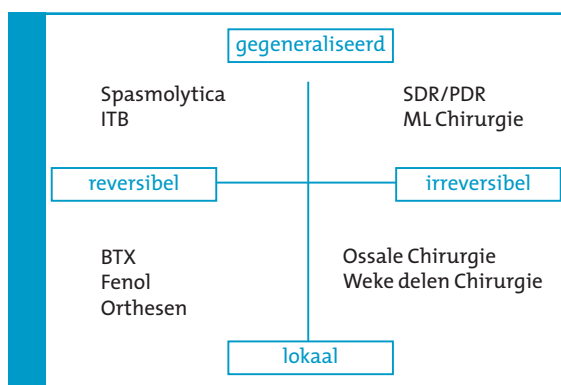 gegeneraliseerd
Spasmolytica
ITB
SDR/PDR
ML Chirurgie
reversibel
irreversibel
BTX
Fenol
Orthesen
Ossale Chirurgie
Weke delen Chirurgie
lokaal